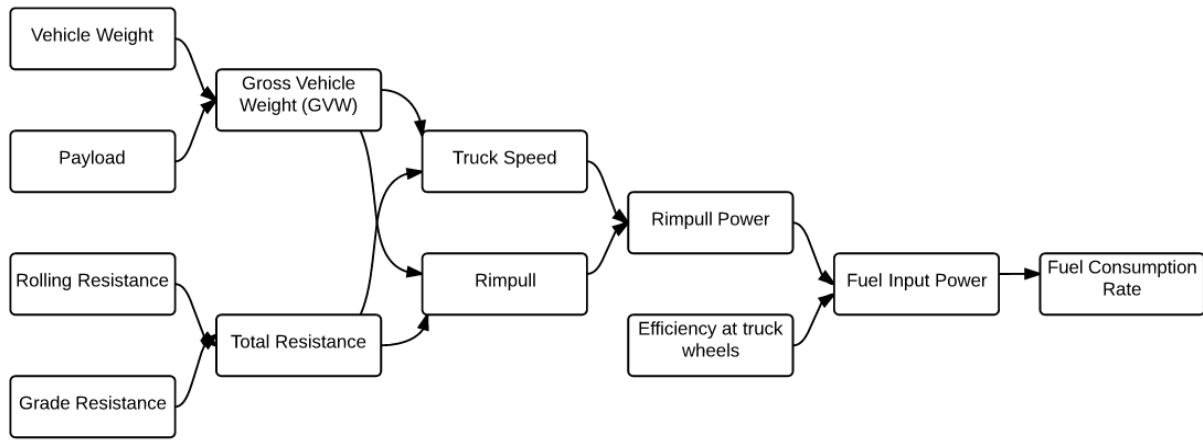 Vehicle Weight
Payload
Rolling Resistance
Grade Resistance
Gross Vehicle
Weight (GVW)
Total Resistance
Truck Speed
Rimpull
Rimpull Power
Efficiency at truck
wheels
Fuel Input Power
Fuel Consumption
Rate